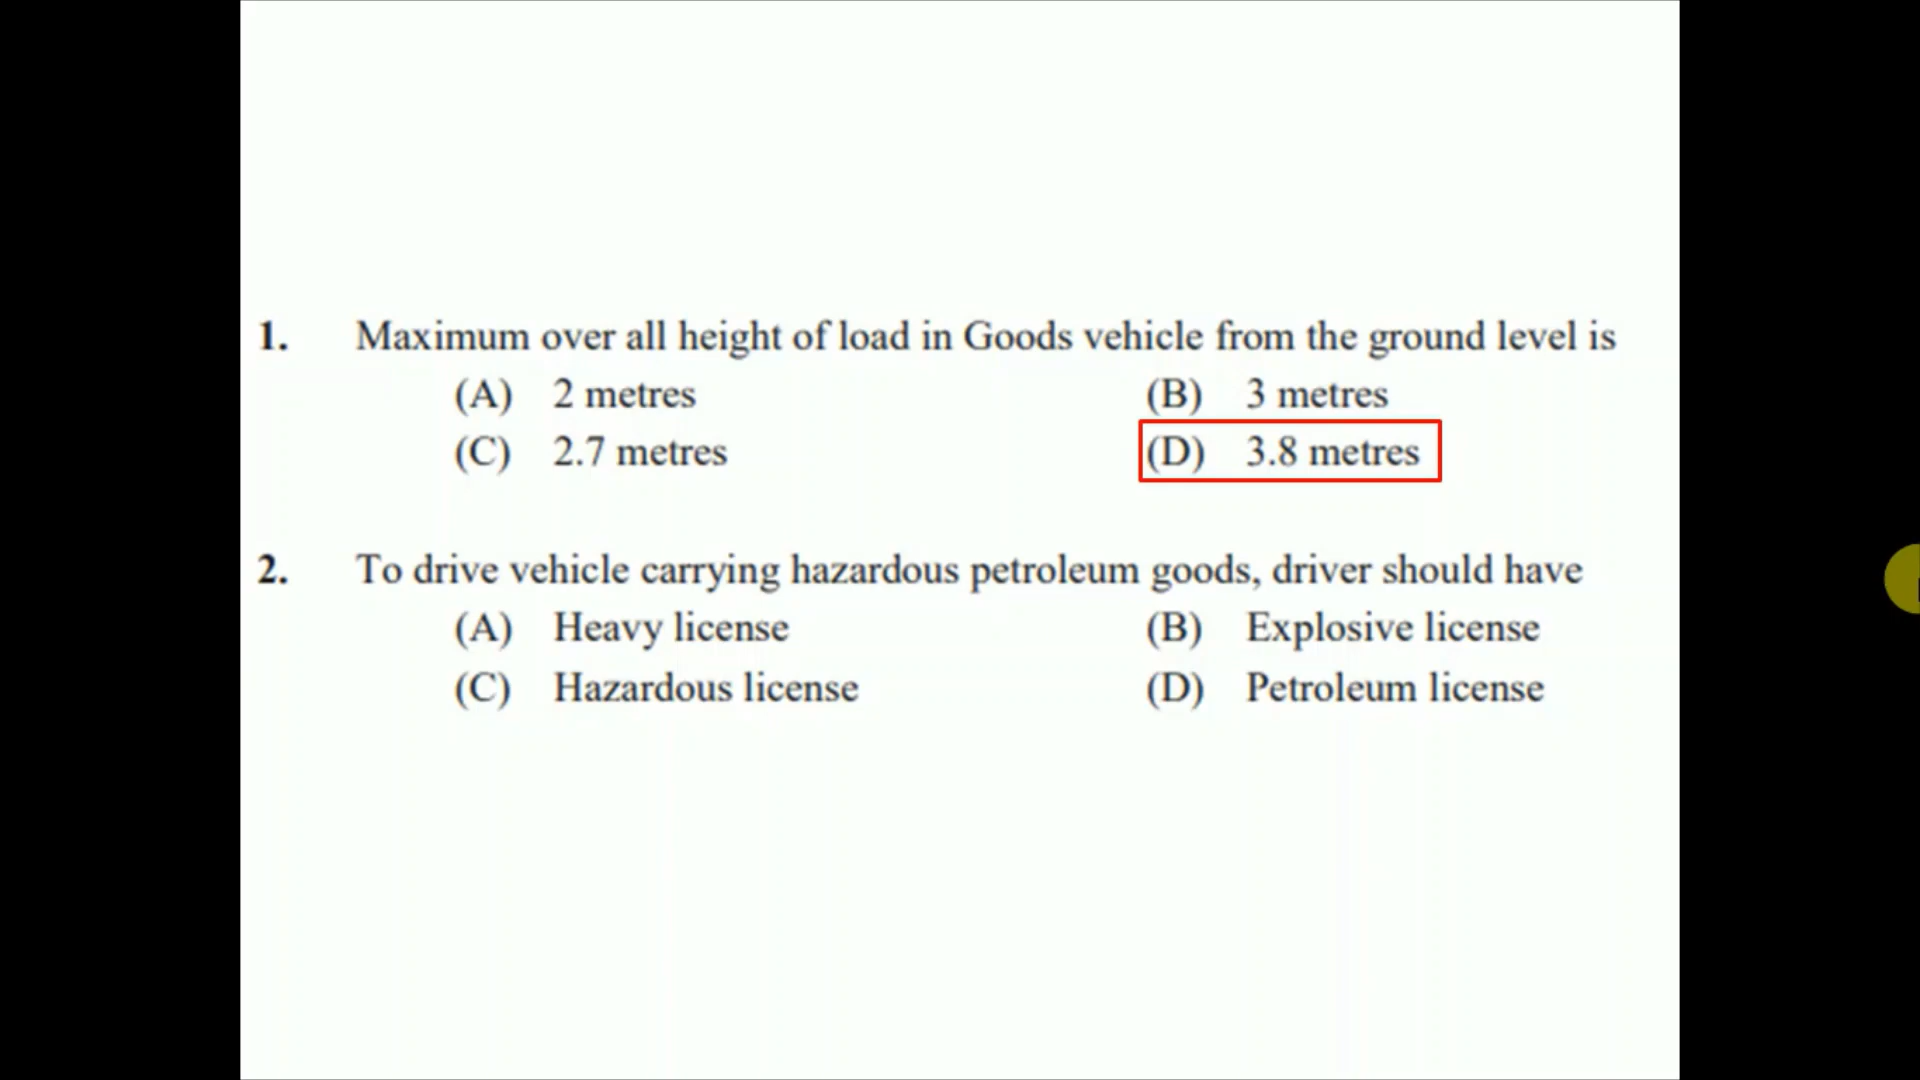 1. Maximum over all height of load in Goods vehicle from the ground level is
(A) 2 metres (B) 3 metres
(C) 2.7 metres (D) 3.8 metres
2. To drive vehicle carrying hazardous petroleum goods, driver should have
(A) Heavy license (B) Explosive license
(C) Hazardous license (D) Petroleum license